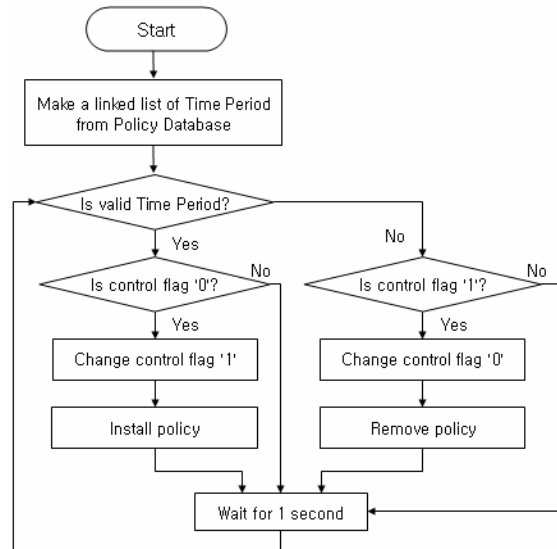 Start
Make a linked list of Time Period
from Policy Database
Is valid Time Period?
Yes
No
Is control flag '0'?
No
Is control flag '1'?
No
Yes
Yes
Change control flag '1'
Change control flag '0'
Install policy
Remove policy
Wait for 1 second